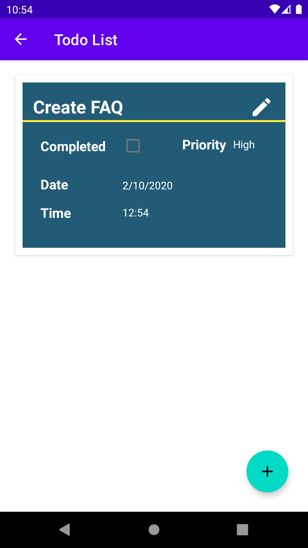 10:54
Todo List
Create FAQ
Completed Priority High
Date 2/10/2020
Time 12:54
+